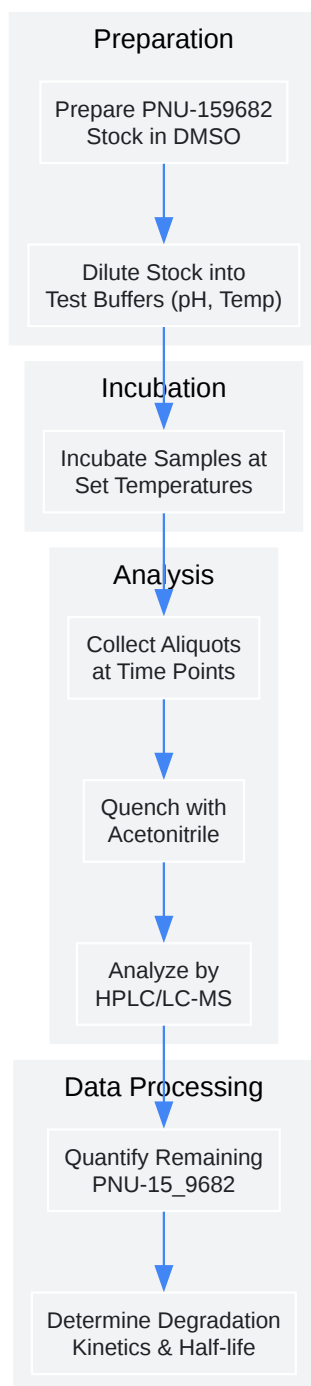 Preparation
Prepare PNU-159682
Stock in DMSO
Dilute Stock into
Test Buffers (pH, Temp)
Incubation
Incubate Samples at
Set Temperatures
Analysis
Collect Aliquots
at Time Points
Quench with
Acetonitrile
Analyze by
HPLC/LC-MS
Data Processing
Quantify Remaining
PNU-15_9682
Determine Degradation
Kinetics & Half-life